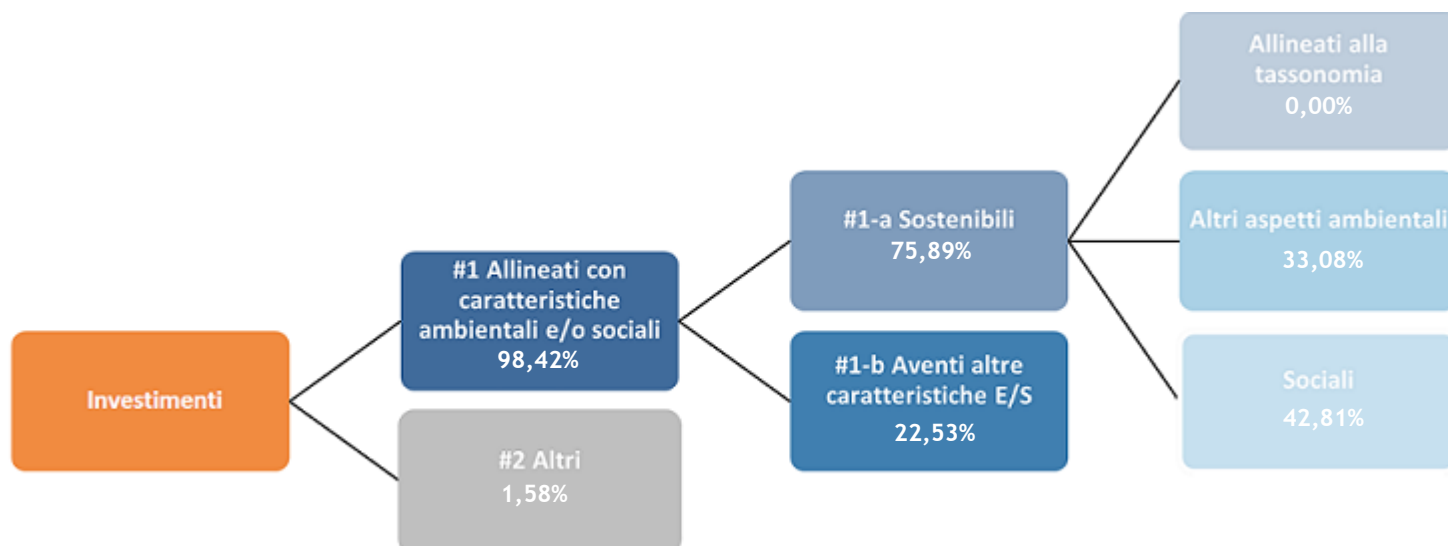 Investimenti
#1 Allineati con
caratteristiche
ambientali e/o sociali
98,42%
#2 Altri
1,58%
#1-a Sostenibili
75,89%
#1-b Aventi altre
caratteristiche E/S
22,53%
Allineati alla
tassonomia
0,00%
Altri aspetti ambientali
33,08%
Sociali
42,81%